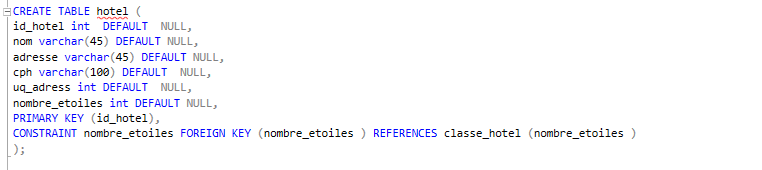 CREATE TABLE hotel (
id_hotel int  DEFAULT  NULL,
nom varchar(45) DEFAULT NULL,
adresse varchar(45) DEFAULT NULL,
cph varchar(100) DEFAULT  NULL,
uq_adress int DEFAULT  NULL,
nombre_etoiles int DEFAULT NULL,
PRIMARY KEY (id_hotel),
CONSTRAINT nombre_etoiles FOREIGN KEY (nombre_etoiles ) REFERENCES classe_hotel (nombre_etoiles )
);